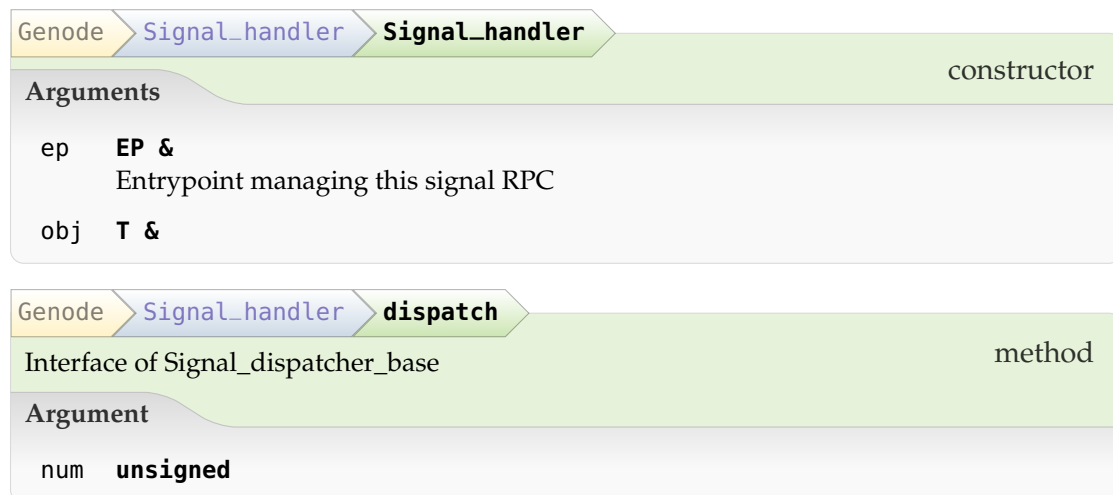 Genode Signal_handler Signal_handler
constructor
Arguments
ep EP &
Entrypoint managing this signal RPC
obj T &
Genode Signal_handler dispatch
method
Interface of Signal_dispatcher_base
Argument
num unsigned